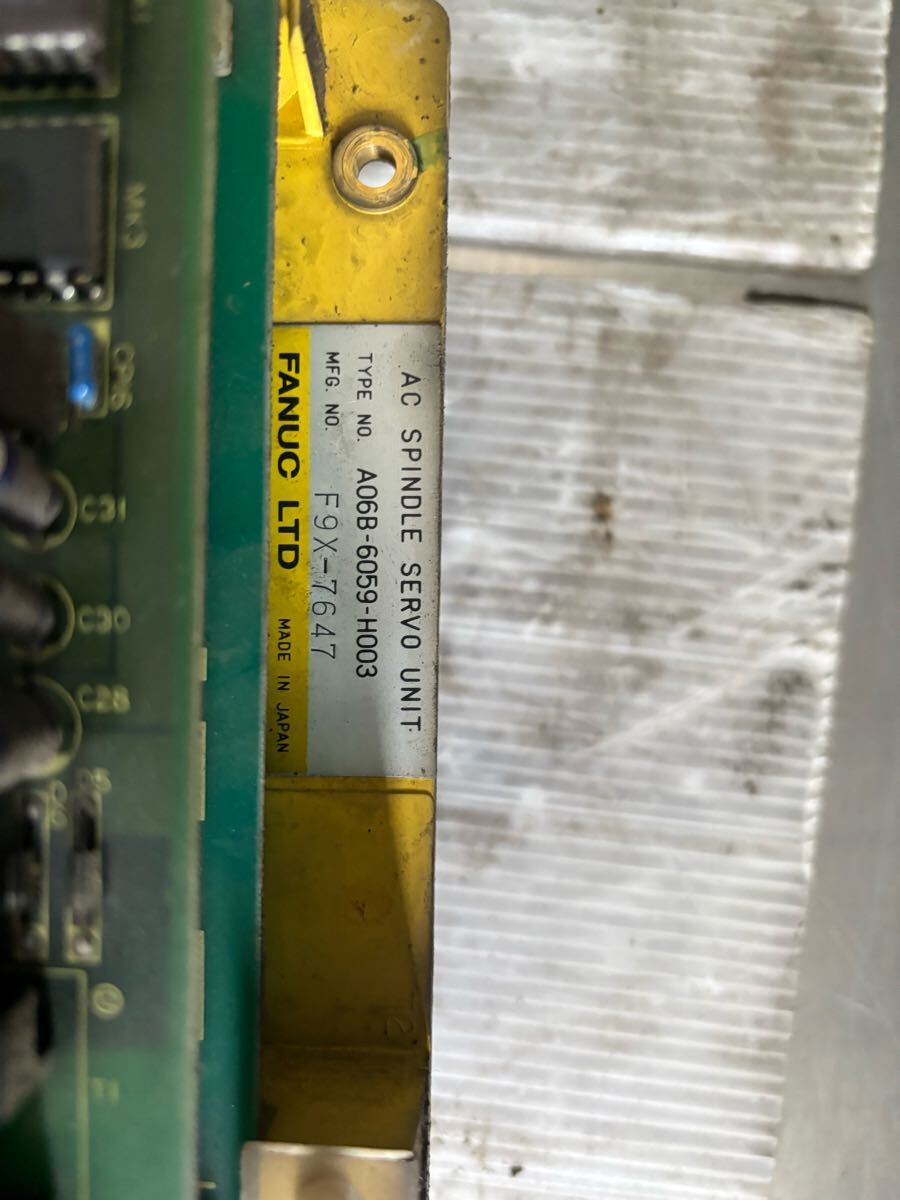 AC SPINDLE SERVO UNIT
TYPE NO. A06B-6059-H003
MFG. NO. F9X-7647
FANUC LTD MADE IN JAPAN
C31
C30
C28
T1